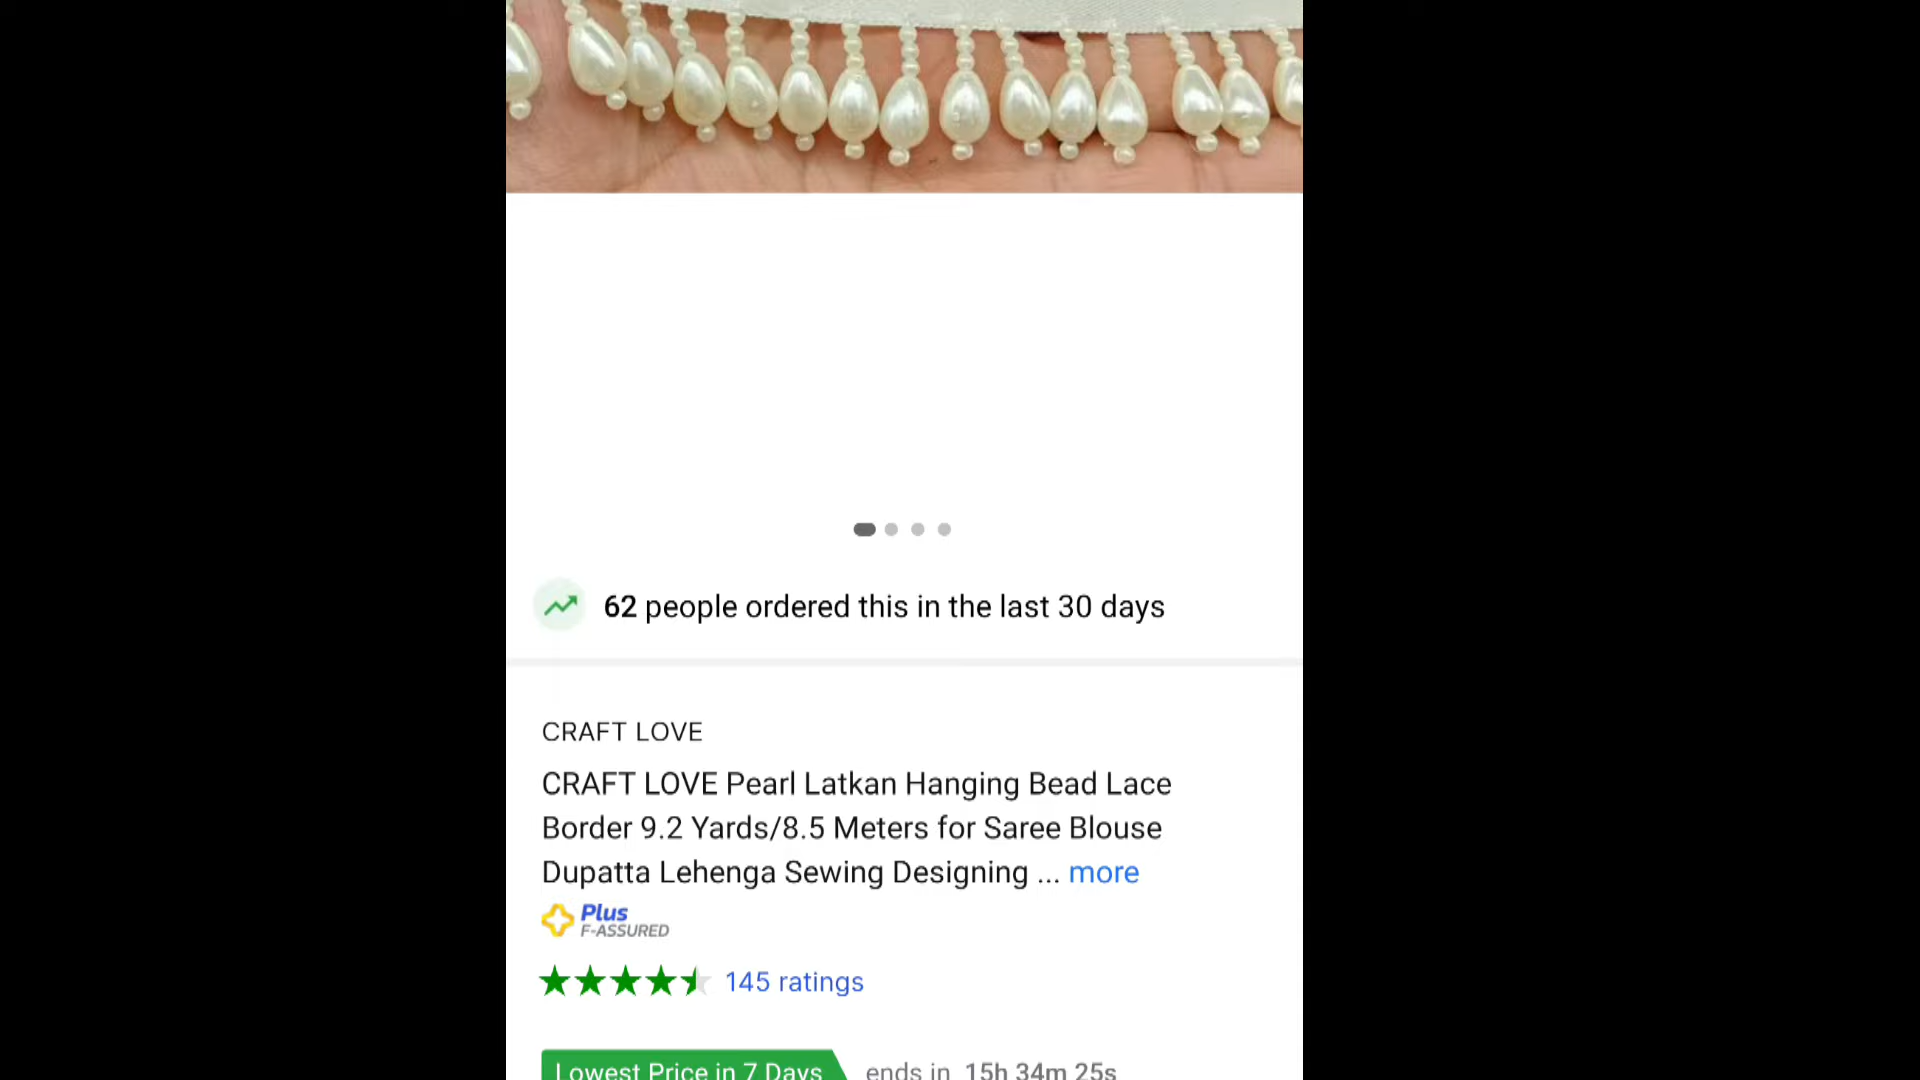 62 people ordered this in the last 30 days
CRAFT LOVE
CRAFT LOVE Pearl Latkan Hanging Bead Lace
Border 9.2 Yards/8.5 Meters for Saree Blouse
Dupatta Lehenga Sewing Designing ... more
Plus
F-ASSURED
145 ratings
Lowest Price in 7 Days ends in 15h 34m 25s